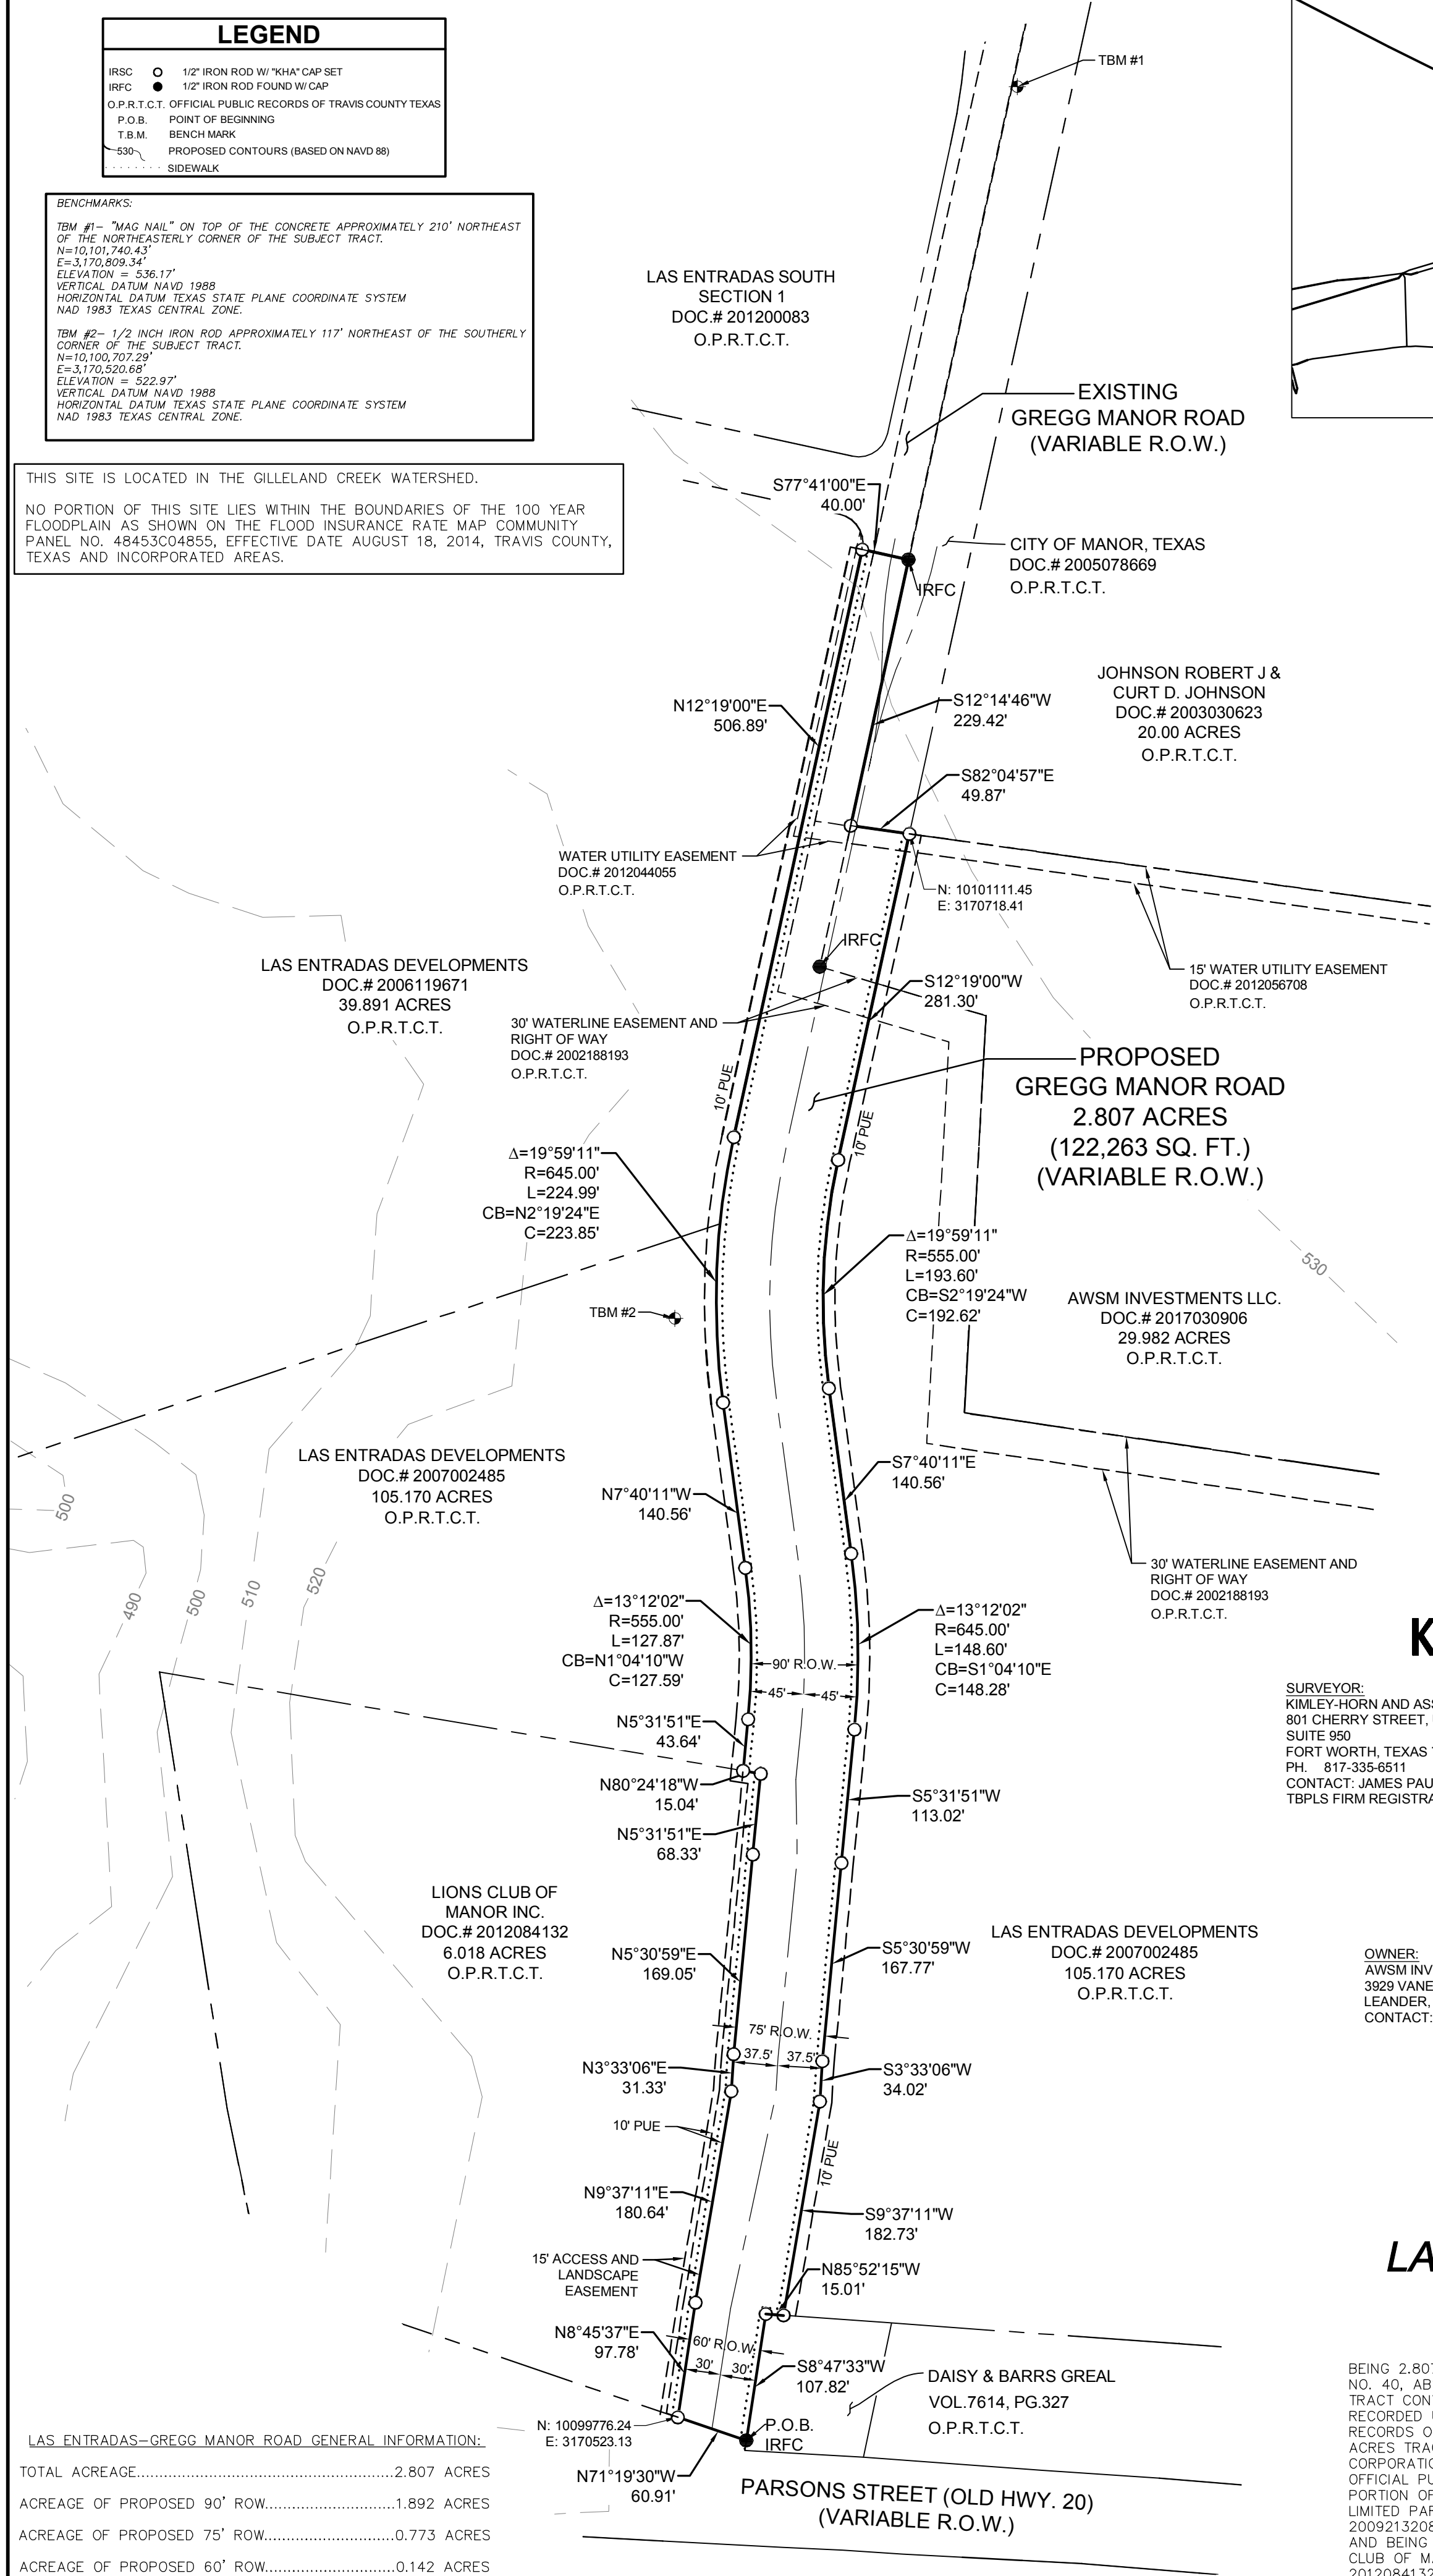 LEGEND
IRSC 1/2" IRON ROD W/ "KHA" CAP SET
IRFC 1/2" IRON ROD FOUND W/ CAP
O.P.R.T.C.T. OFFICIAL PUBLIC RECORDS OF TRAVIS COUNTY TEXAS
P.O.B. POINT OF BEGINNING
T.B.M. BENCH MARK
530 PROPOSED CONTOURS (BASED ON NAVD 88)
SIDEWALK
BENCHMARKS:
TBM #1- "MAG NAIL" ON TOP OF THE CONCRETE APPROXIMATELY 210' NORTHEAST
OF THE NORTHEASTERLY CORNER OF THE SUBJECT TRACT.
N=10,101,740.43'
E=3,170,809.34'
ELEVATION = 536.17'
VERTICAL DATUM NAVD 1988
HORIZONTAL DATUM TEXAS STATE PLANE COORDINATE SYSTEM
NAD 1983 TEXAS CENTRAL ZONE.
TBM #2- 1/2 INCH IRON ROD APPROXIMATELY 117' NORTHEAST OF THE SOUTHERLY
CORNER OF THE SUBJECT TRACT.
N=10,100,707.29'
E=3,170,520.68'
ELEVATION = 522.97'
VERTICAL DATUM NAVD 1988
HORIZONTAL DATUM TEXAS STATE PLANE COORDINATE SYSTEM
NAD 1983 TEXAS CENTRAL ZONE.
THIS SITE IS LOCATED IN THE GILLELAND CREEK WATERSHED.
NO PORTION OF THIS SITE LIES WITHIN THE BOUNDARIES OF THE 100 YEAR
FLOODPLAIN AS SHOWN ON THE FLOOD INSURANCE RATE MAP COMMUNITY
PANEL NO. 48453C04855, EFFECTIVE DATE AUGUST 18, 2014, TRAVIS COUNTY,
TEXAS AND INCORPORATED AREAS.
TBM #1
LAS ENTRADAS SOUTH
SECTION 1
DOC.# 201200083
O.P.R.T.C.T.
EXISTING
GREGG MANOR ROAD
(VARIABLE R.O.W.)
S77°41'00"E
40.00'
CITY OF MANOR, TEXAS
DOC.# 2005078669
O.P.R.T.C.T.
IRFC
JOHNSON ROBERT J &
CURT D. JOHNSON
DOC.# 2003030623
20.00 ACRES
O.P.R.T.C.T.
N12°19'00"E
506.89'
S12°14'46"W
229.42'
S82°04'57"E
49.87'
WATER UTILITY EASEMENT
DOC.# 2012044055
O.P.R.T.C.T.
N: 10101111.45
E: 3170718.41
IRFC
LAS ENTRADAS DEVELOPMENTS
DOC.# 2006119671
39.891 ACRES
O.P.R.T.C.T.
15' WATER UTILITY EASEMENT
DOC.# 2012056708
O.P.R.T.C.T.
S12°19'00"W
281.30'
30' WATERLINE EASEMENT AND
RIGHT OF WAY
DOC.# 2002188193
O.P.R.T.C.T.
PROPOSED
GREGG MANOR ROAD
2.807 ACRES
(122,263 SQ. FT.)
(VARIABLE R.O.W.)
10' PUE
10' PUE
Δ=19°59'11"
R=645.00'
L=224.99'
CB=N2°19'24"E
C=223.85'
Δ=19°59'11"
R=555.00'
L=193.60'
CB=S2°19'24"W
C=192.62'
530
AWSM INVESTMENTS LLC.
DOC.# 2017030906
29.982 ACRES
O.P.R.T.C.T.
TBM #2
LAS ENTRADAS DEVELOPMENTS
DOC.# 2007002485
105.170 ACRES
O.P.R.T.C.T.
S7°40'11"E
140.56'
N7°40'11"W
140.56'
500
490
500
510
520
30' WATERLINE EASEMENT AND
RIGHT OF WAY
DOC.# 2002188193
O.P.R.T.C.T.
Δ=13°12'02"
R=555.00'
L=127.87'
CB=N1°04'10"W
C=127.59'
Δ=13°12'02"
R=645.00'
L=148.60'
CB=S1°04'10"E
C=148.28'
90' R.O.W.
45' 45'
K
SURVEYOR:
KIMLEY-HORN AND ASS
801 CHERRY STREET,
SUITE 950
FORT WORTH, TEXAS
PH. 817-335-6511
CONTACT: JAMES PAU
TBPLS FIRM REGISTRA
N5°31'51"E
43.64'
N80°24'18"W
15.04'
S5°31'51"W
113.02'
N5°31'51"E
68.33'
LIONS CLUB OF
MANOR INC.
DOC.# 2012084132
6.018 ACRES
O.P.R.T.C.T.
N5°30'59"E
169.05'
S5°30'59"W
167.77'
LAS ENTRADAS DEVELOPMENTS
DOC.# 2007002485
105.170 ACRES
O.P.R.T.C.T.
OWNER:
AWSM INV
3929 VANE
LEANDER,
CONTACT:
75' R.O.W.
37.5' 37.5'
N3°33'06"E
31.33'
S3°33'06"W
34.02'
10' PUE
10' PUE
N9°37'11"E
180.64'
S9°37'11"W
182.73'
15' ACCESS AND
LANDSCAPE
EASEMENT
N85°52'15"W
15.01'
LA
N8°45'37"E
97.78'
60' R.O.W.
30' 30'
S8°47'33"W
107.82'
DAISY & BARRS GREAL
VOL.7614, PG.327
O.P.R.T.C.T.
N: 10099776.24
E: 3170523.13
P.O.B.
IRFC
N71°19'30"W
60.91'
PARSONS STREET (OLD HWY. 20)
(VARIABLE R.O.W.)
LAS ENTRADAS-GREGG MANOR ROAD GENERAL INFORMATION:
TOTAL ACREAGE....................2.807 ACRES
ACREAGE OF PROPOSED 90' ROW....................1.892 ACRES
ACREAGE OF PROPOSED 75' ROW....................0.773 ACRES
ACREAGE OF PROPOSED 60' ROW....................0.142 ACRES
BEING 2.807
NO. 40, AB
TRACT CON
RECORDED
RECORDS O
ACRES TRAC
CORPORATIO
OFFICIAL PU
PORTION OF
LIMITED PAR
2009213208
AND BEING
CLUB OF M
2012084132